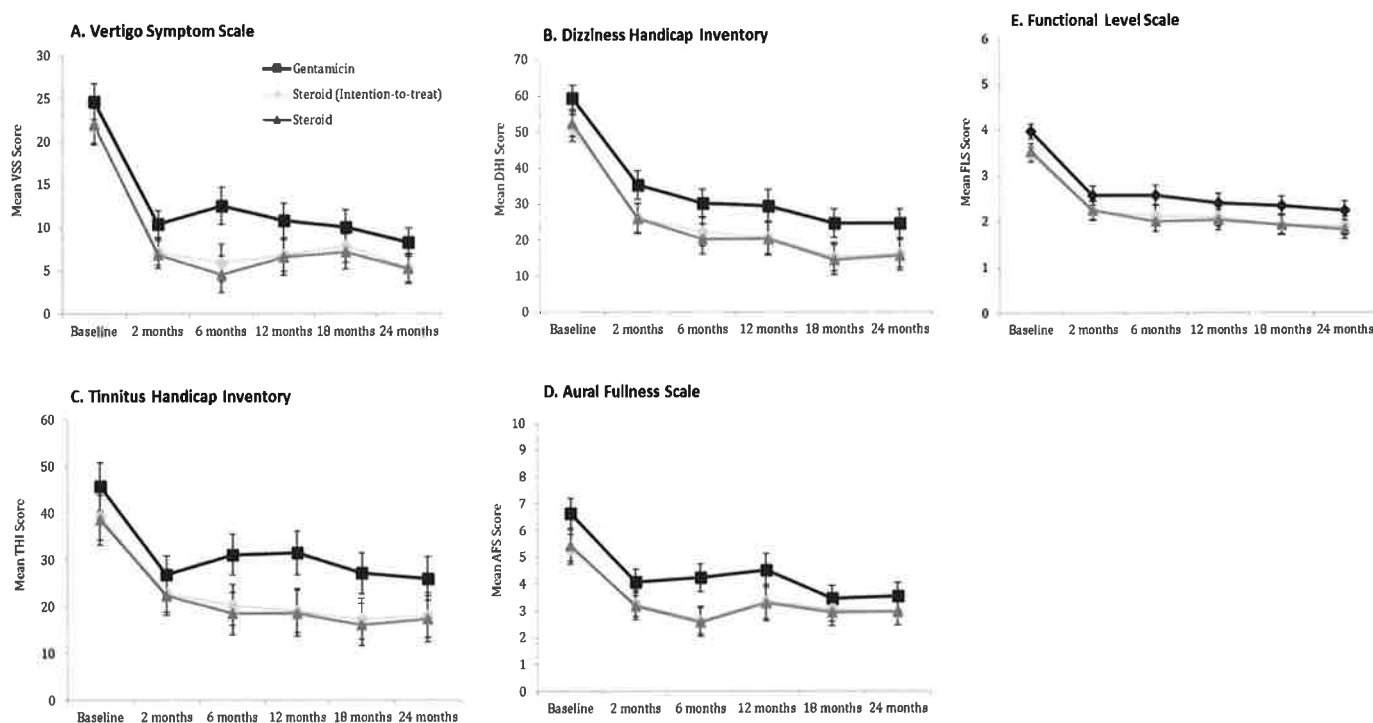 A. Vertigo Symptom Scale
Mean VSS Score
30
25
20
15
10
5
0
Gentamicin
Steroid (Intention-to-treat)
Steroid
Baseline 2 months 6 months 12 months 18 months 24 months
B. Dizziness Handicap Inventory
Mean DHI Score
70
60
50
40
30
20
10
0
Baseline 2 months 6 months 12 months 18 months 24 months
E. Functional Level Scale
Mean FLS Score
6
5
4
3
2
1
0
Baseline 2 months 6 months 12 months 18 months 24 months
C. Tinnitus Handicap Inventory
Mean THI Score
60
50
40
30
20
10
0
Baseline 2 months 6 months 12 months 18 months 24 months
D. Aural Fullness Scale
Mean AFS Score
10
9
8
7
6
5
4
3
2
1
0
Baseline 2 months 6 months 12 months 18 months 24 months